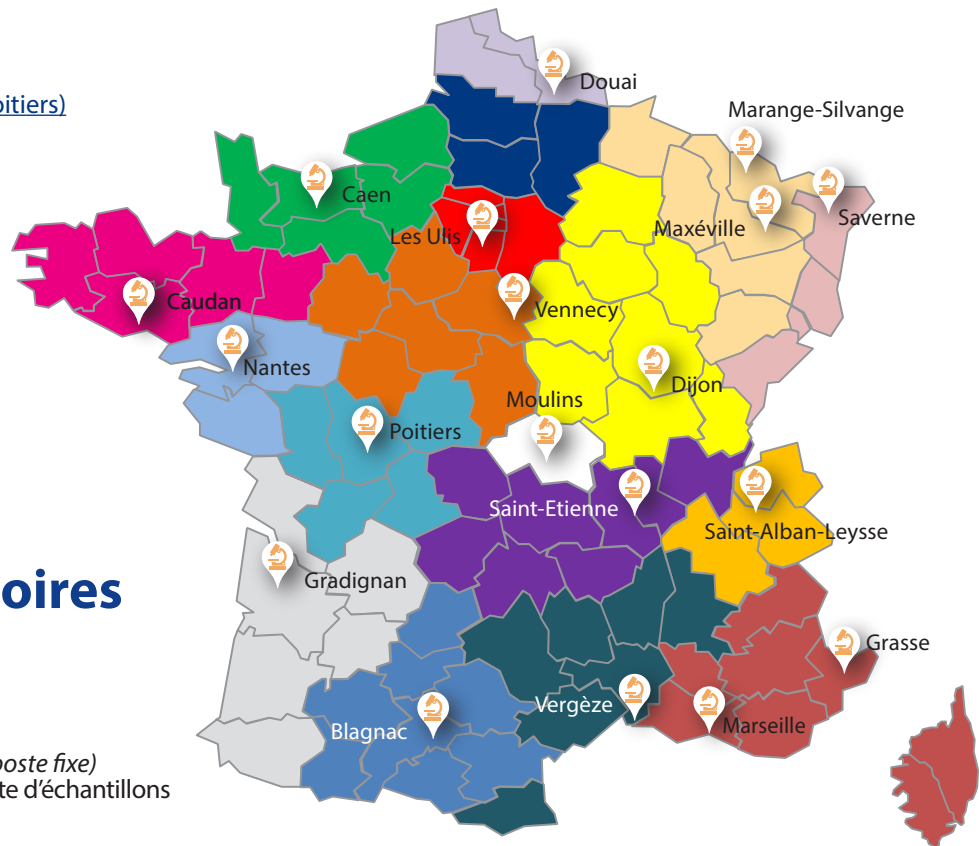 Douai
oitiers)
Marange-Silvange
Caen
Saverne
Maxéville
Les Ulis
Caudan
Vennecy
Nantes
Dijon
Moulins
Poitiers
Saint-Etienne
Saint-Alban-Leysse
Gradignan
oires
Grasse
Vergèze
Marseille
Blagnac
poste fixe)
te d'échantillons